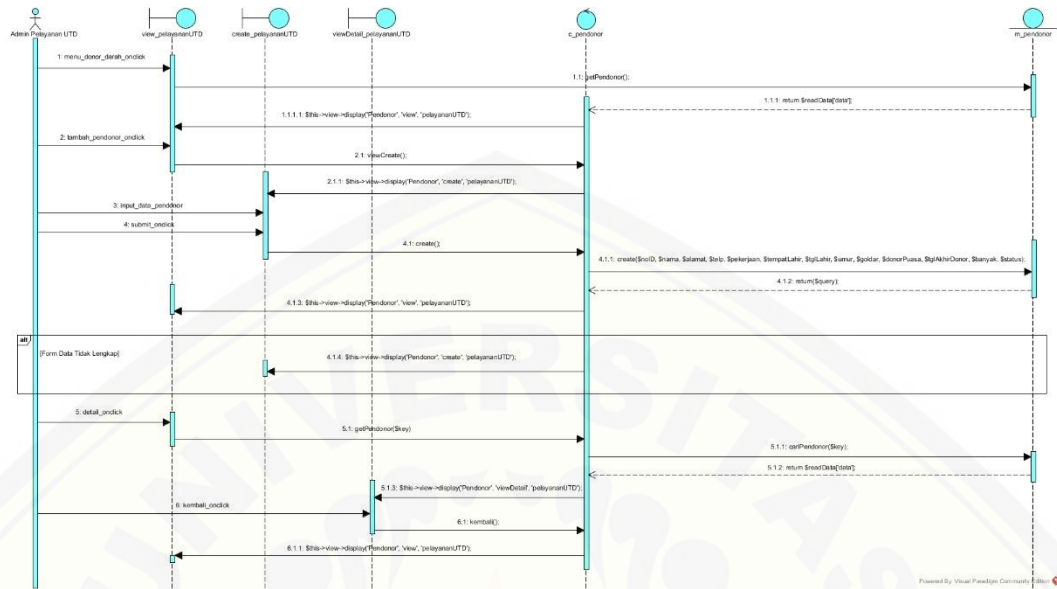 Admin Pelayanan UTD
view_pelayananUTD
create_pelayananUTD
viewDetail_pelayananUTD
c_pendonor
m_pendonor
1: menu_donor_darah_onclick
1.1: getPendonor();
1.1.1: return $readData['data'];
1.1.1.1: $this->view->display('Pendonor', 'view', 'pelayananUTD');
2: tambah_pendonor_onclick
2.1: viewCreate();
2.1.1: $this->view->display('Pendonor', 'create', 'pelayananUTD');
3: input_data_pendonor
4: submit_onclick
4.1: create();
4.1.1: create($noID, $nama, $alamat, $telp, $pekerjaan, $tempatLahir, $tglLahir, $umur, $goldar, $donorPuasa, $tglAkhirDonor, $banyak, $status);
4.1.2: return($query);
4.1.3: $this->view->display('Pendonor', 'view', 'pelayananUTD');
alt
[Form Data Tidak Lengkap]
4.1.4: $this->view->display('Pendonor', 'create', 'pelayananUTD');
5: detail_onclick
5.1: getPendonor($key)
5.1.1: cariPendonor($key);
5.1.2: return $readData['data'];
5.1.3: $this->view->display('Pendonor', 'viewDetail', 'pelayananUTD');
6: kembali_onclick
6.1: kembali();
6.1.1: $this->view->display('Pendonor', 'view', 'pelayananUTD');
UNIVERSITAS
Powered By Visual Paradigm Community Edition